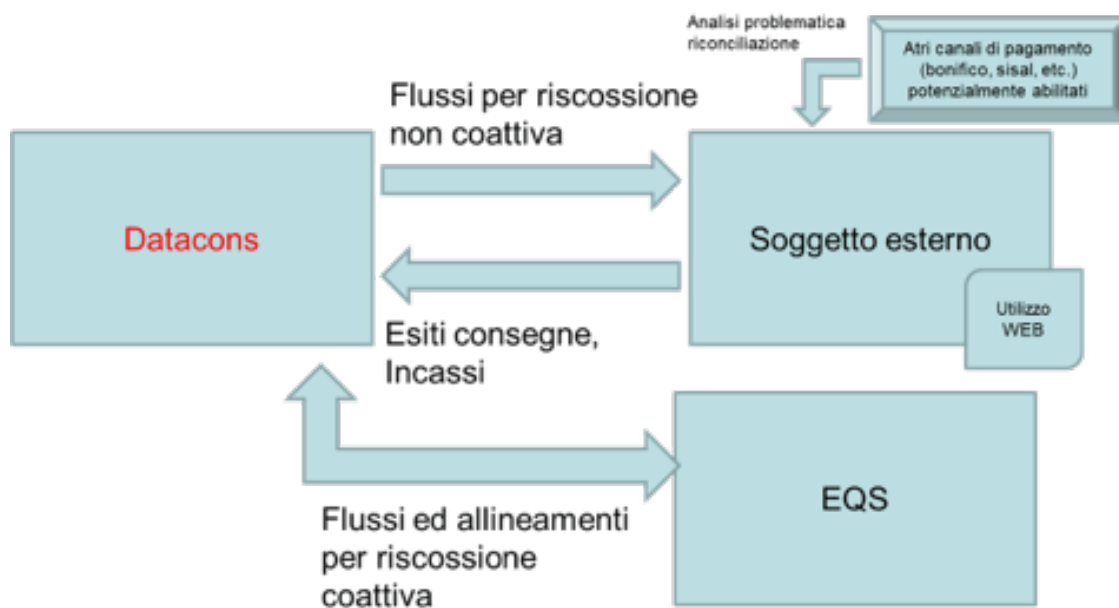 Analisi problematica
riconciliazione
Atri canali di pagamento
(bonifico, sisal, etc.)
potenzialmente abilitati
Flussi per riscossione
non coattiva
Datacons
Soggetto esterno
Utilizzo
WEB
Esiti consegne,
Incassi
EQS
Flussi ed allineamenti
per riscossione
coattiva